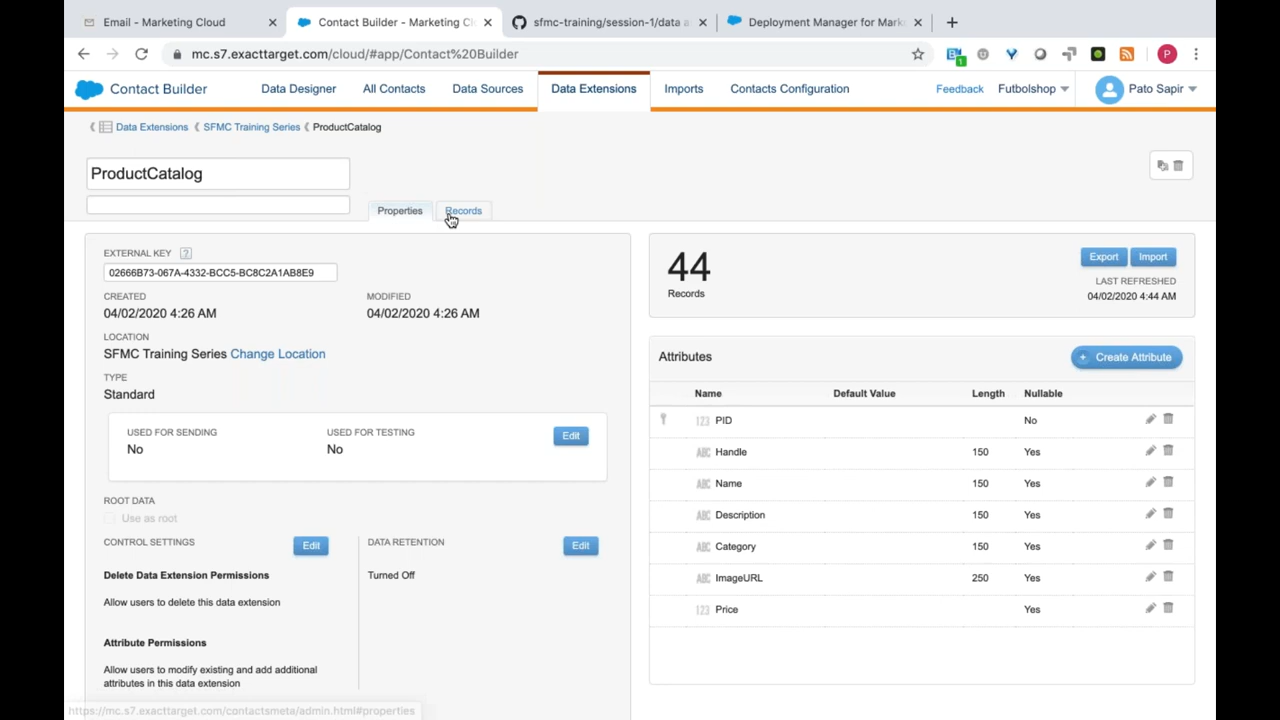 Email - Marketing Cloud
Contact Builder - Marketing Cl
sfmc-training/session-1/data a
Deployment Manager for Mark
mc.s7.exacttarget.com/cloud/#app/Contact%20Builder
1
P
Contact Builder
Data Designer
All Contacts
Data Sources
Data Extensions
Imports
Contacts Configuration
Feedback
Futbolshop
Pato Sapir
Data Extensions
SFMC Training Series
ProductCatalog
ProductCatalog
Properties
Records
EXTERNAL KEY ?
02666B73-067A-4332-BCC5-BC8C2A1AB8E9
CREATED
MODIFIED
04/02/2020 4:26 AM
04/02/2020 4:26 AM
LOCATION
SFMC Training Series Change Location
TYPE
Standard
USED FOR SENDING
USED FOR TESTING
No
No
Edit
ROOT DATA
Use as root
CONTROL SETTINGS
Edit
DATA RETENTION
Edit
Delete Data Extension Permissions
Turned Off
Allow users to delete this data extension
Attribute Permissions
Allow users to modify existing and add additional
attributes in this data extension
44
Records
Export
Import
LAST REFRESHED
04/02/2020 4:44 AM
Attributes
+ Create Attribute
Name Default Value Length Nullable
123 PID No
ABC Handle 150 Yes
ABC Name 150 Yes
ABC Description 150 Yes
ABC Category 150 Yes
ABC ImageURL 250 Yes
123 Price Yes
https://mc.s7.exacttarget.com/contactsmeta/admin.html#properties